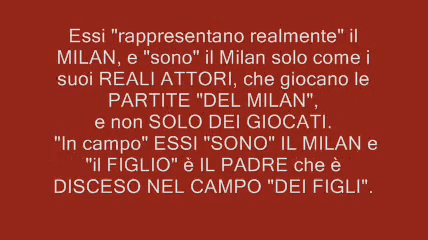 Essi "rappresentano realmente" il
MILAN, e "sono" il Milan solo come i
suoi REALI ATTORI, che giocano le
PARTITE "DEL MILAN",
e non SOLO DEI GIOCATI.
"In campo" ESSI "SONO" IL MILAN e
"il FIGLIO" è IL PADRE che è
DISCESO NEL CAMPO "DEI FIGLI".